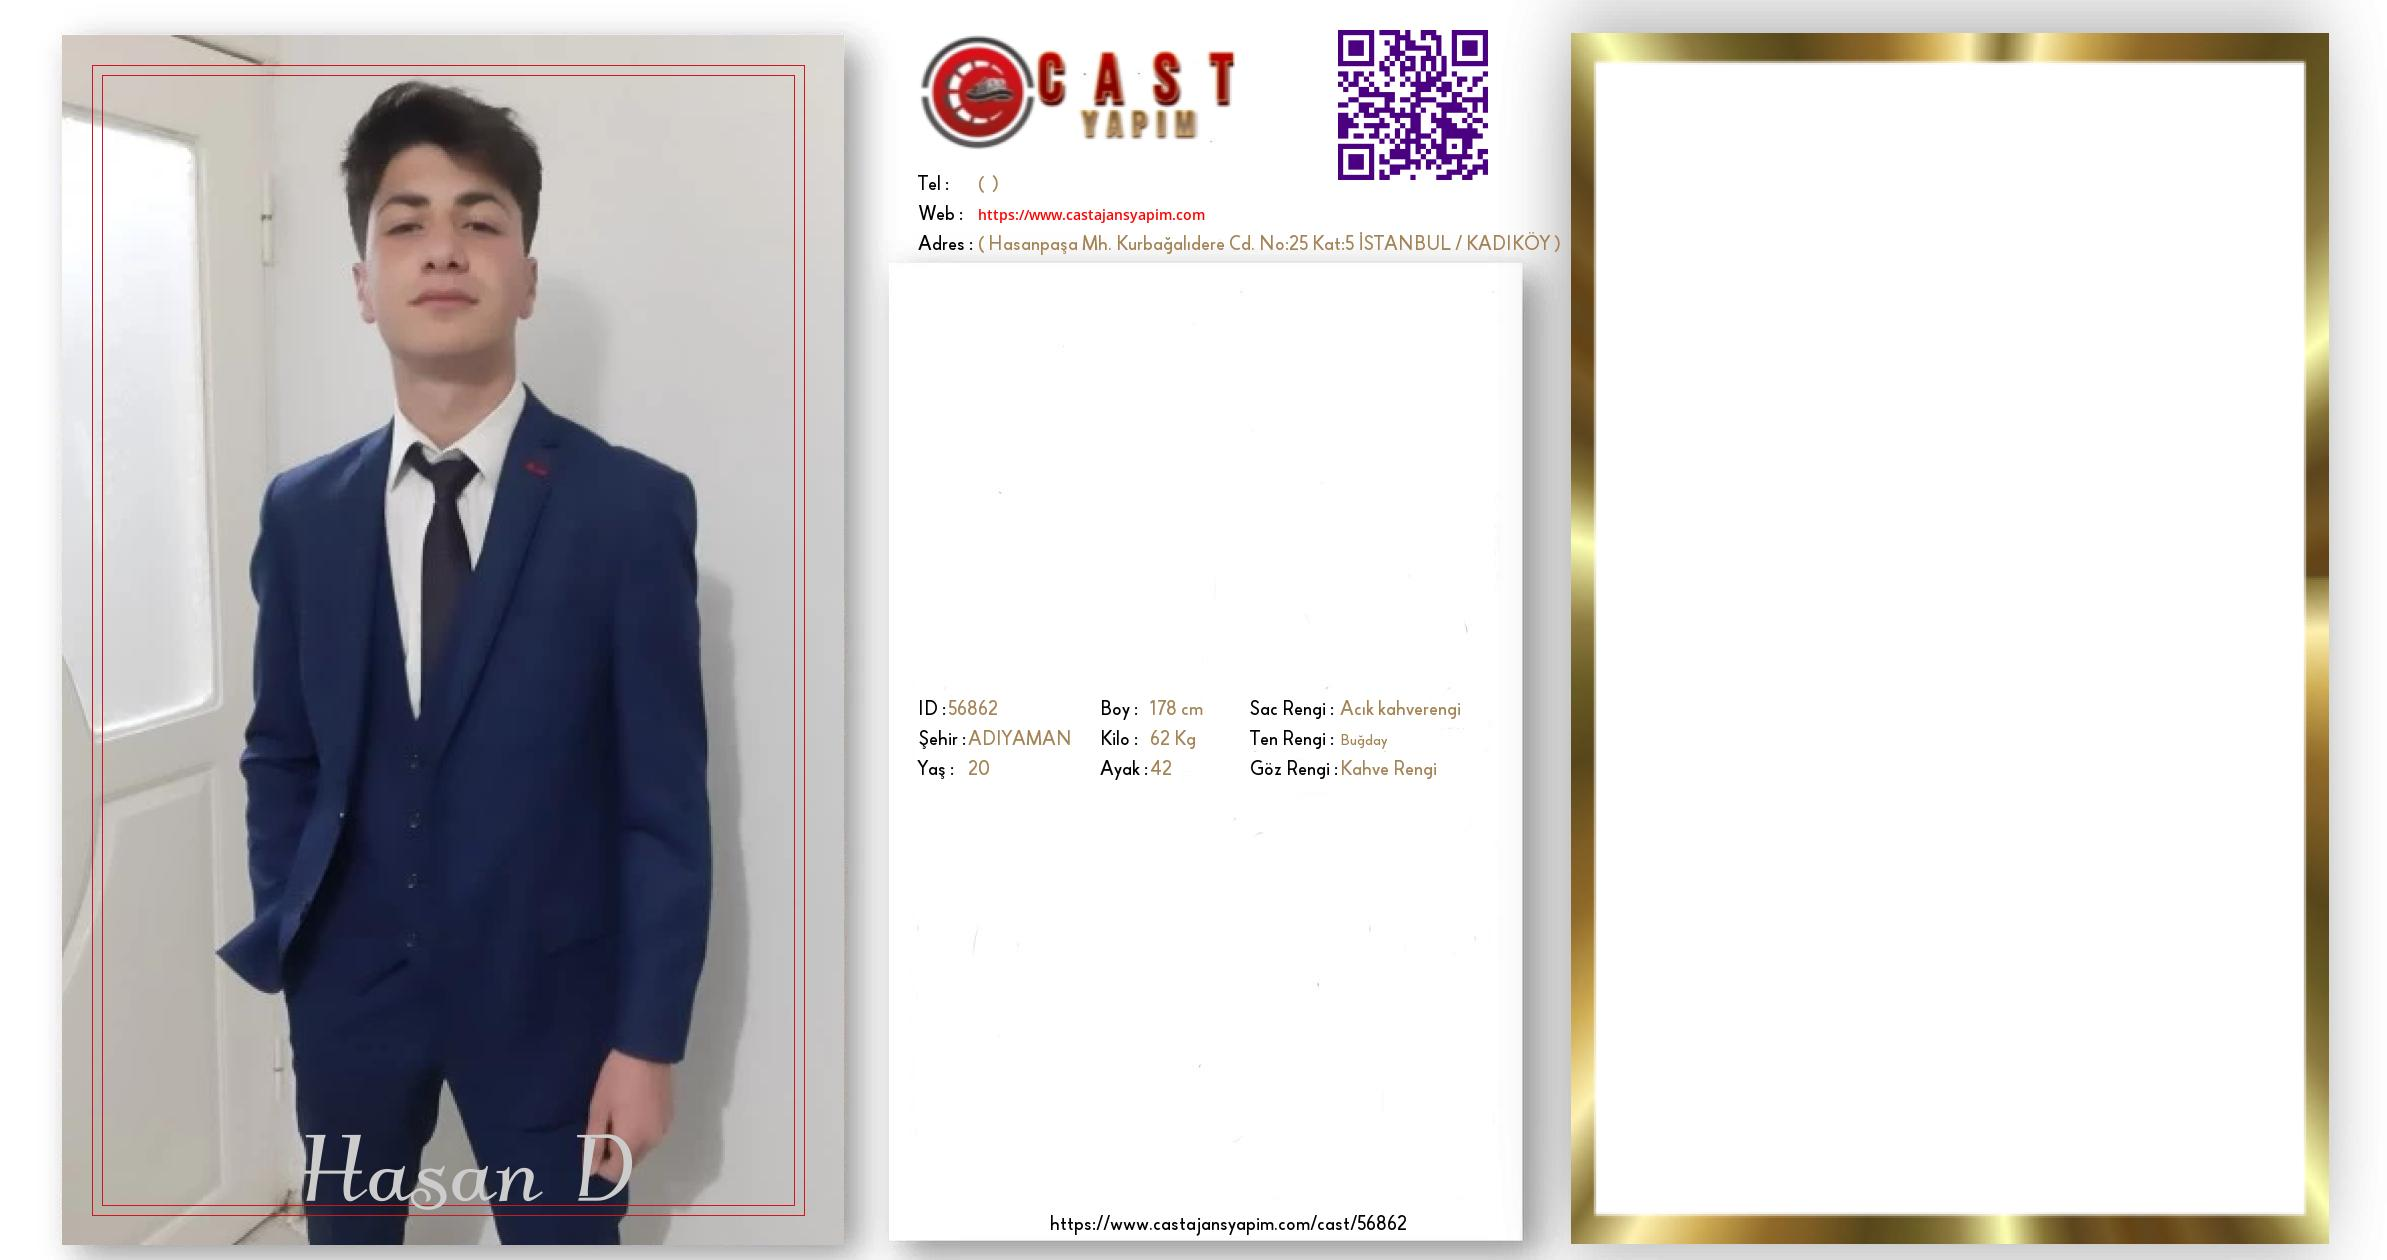 Hasan D
CAST
YAPIM
Tel : ( )
Web : https://www.castajansyapim.com
Adres : ( Hasanpaşa Mh. Kurbağalıdere Cd. No:25 Kat:5 İSTANBUL / KADIKÖY )
ID : 56862 Boy : 178 cm Sac Rengi : Acık kahverengi
Şehir : ADIYAMAN Kilo : 62 Kg Ten Rengi : Buğday
Yaş : 20 Ayak : 42 Göz Rengi : Kahve Rengi
https://www.castajansyapim.com/cast/56862